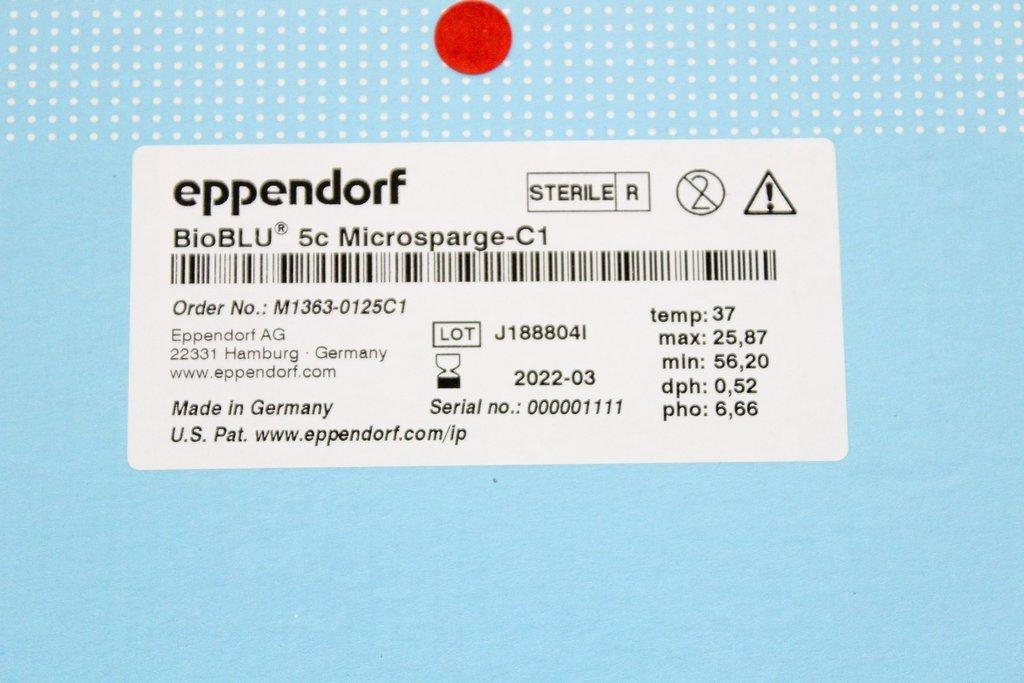 eppendorf
STERILE R
2
!
BioBLU® 5c Microsparge-C1
Order No.: M1363-0125C1
Eppendorf AG
22331 Hamburg · Germany
www.eppendorf.com
Made in Germany
U.S. Pat. www.eppendorf.com/ip
LOT J188804I
2022-03
Serial no.: 000001111
temp: 37
max: 25,87
min: 56,20
dph: 0,52
pho: 6,66